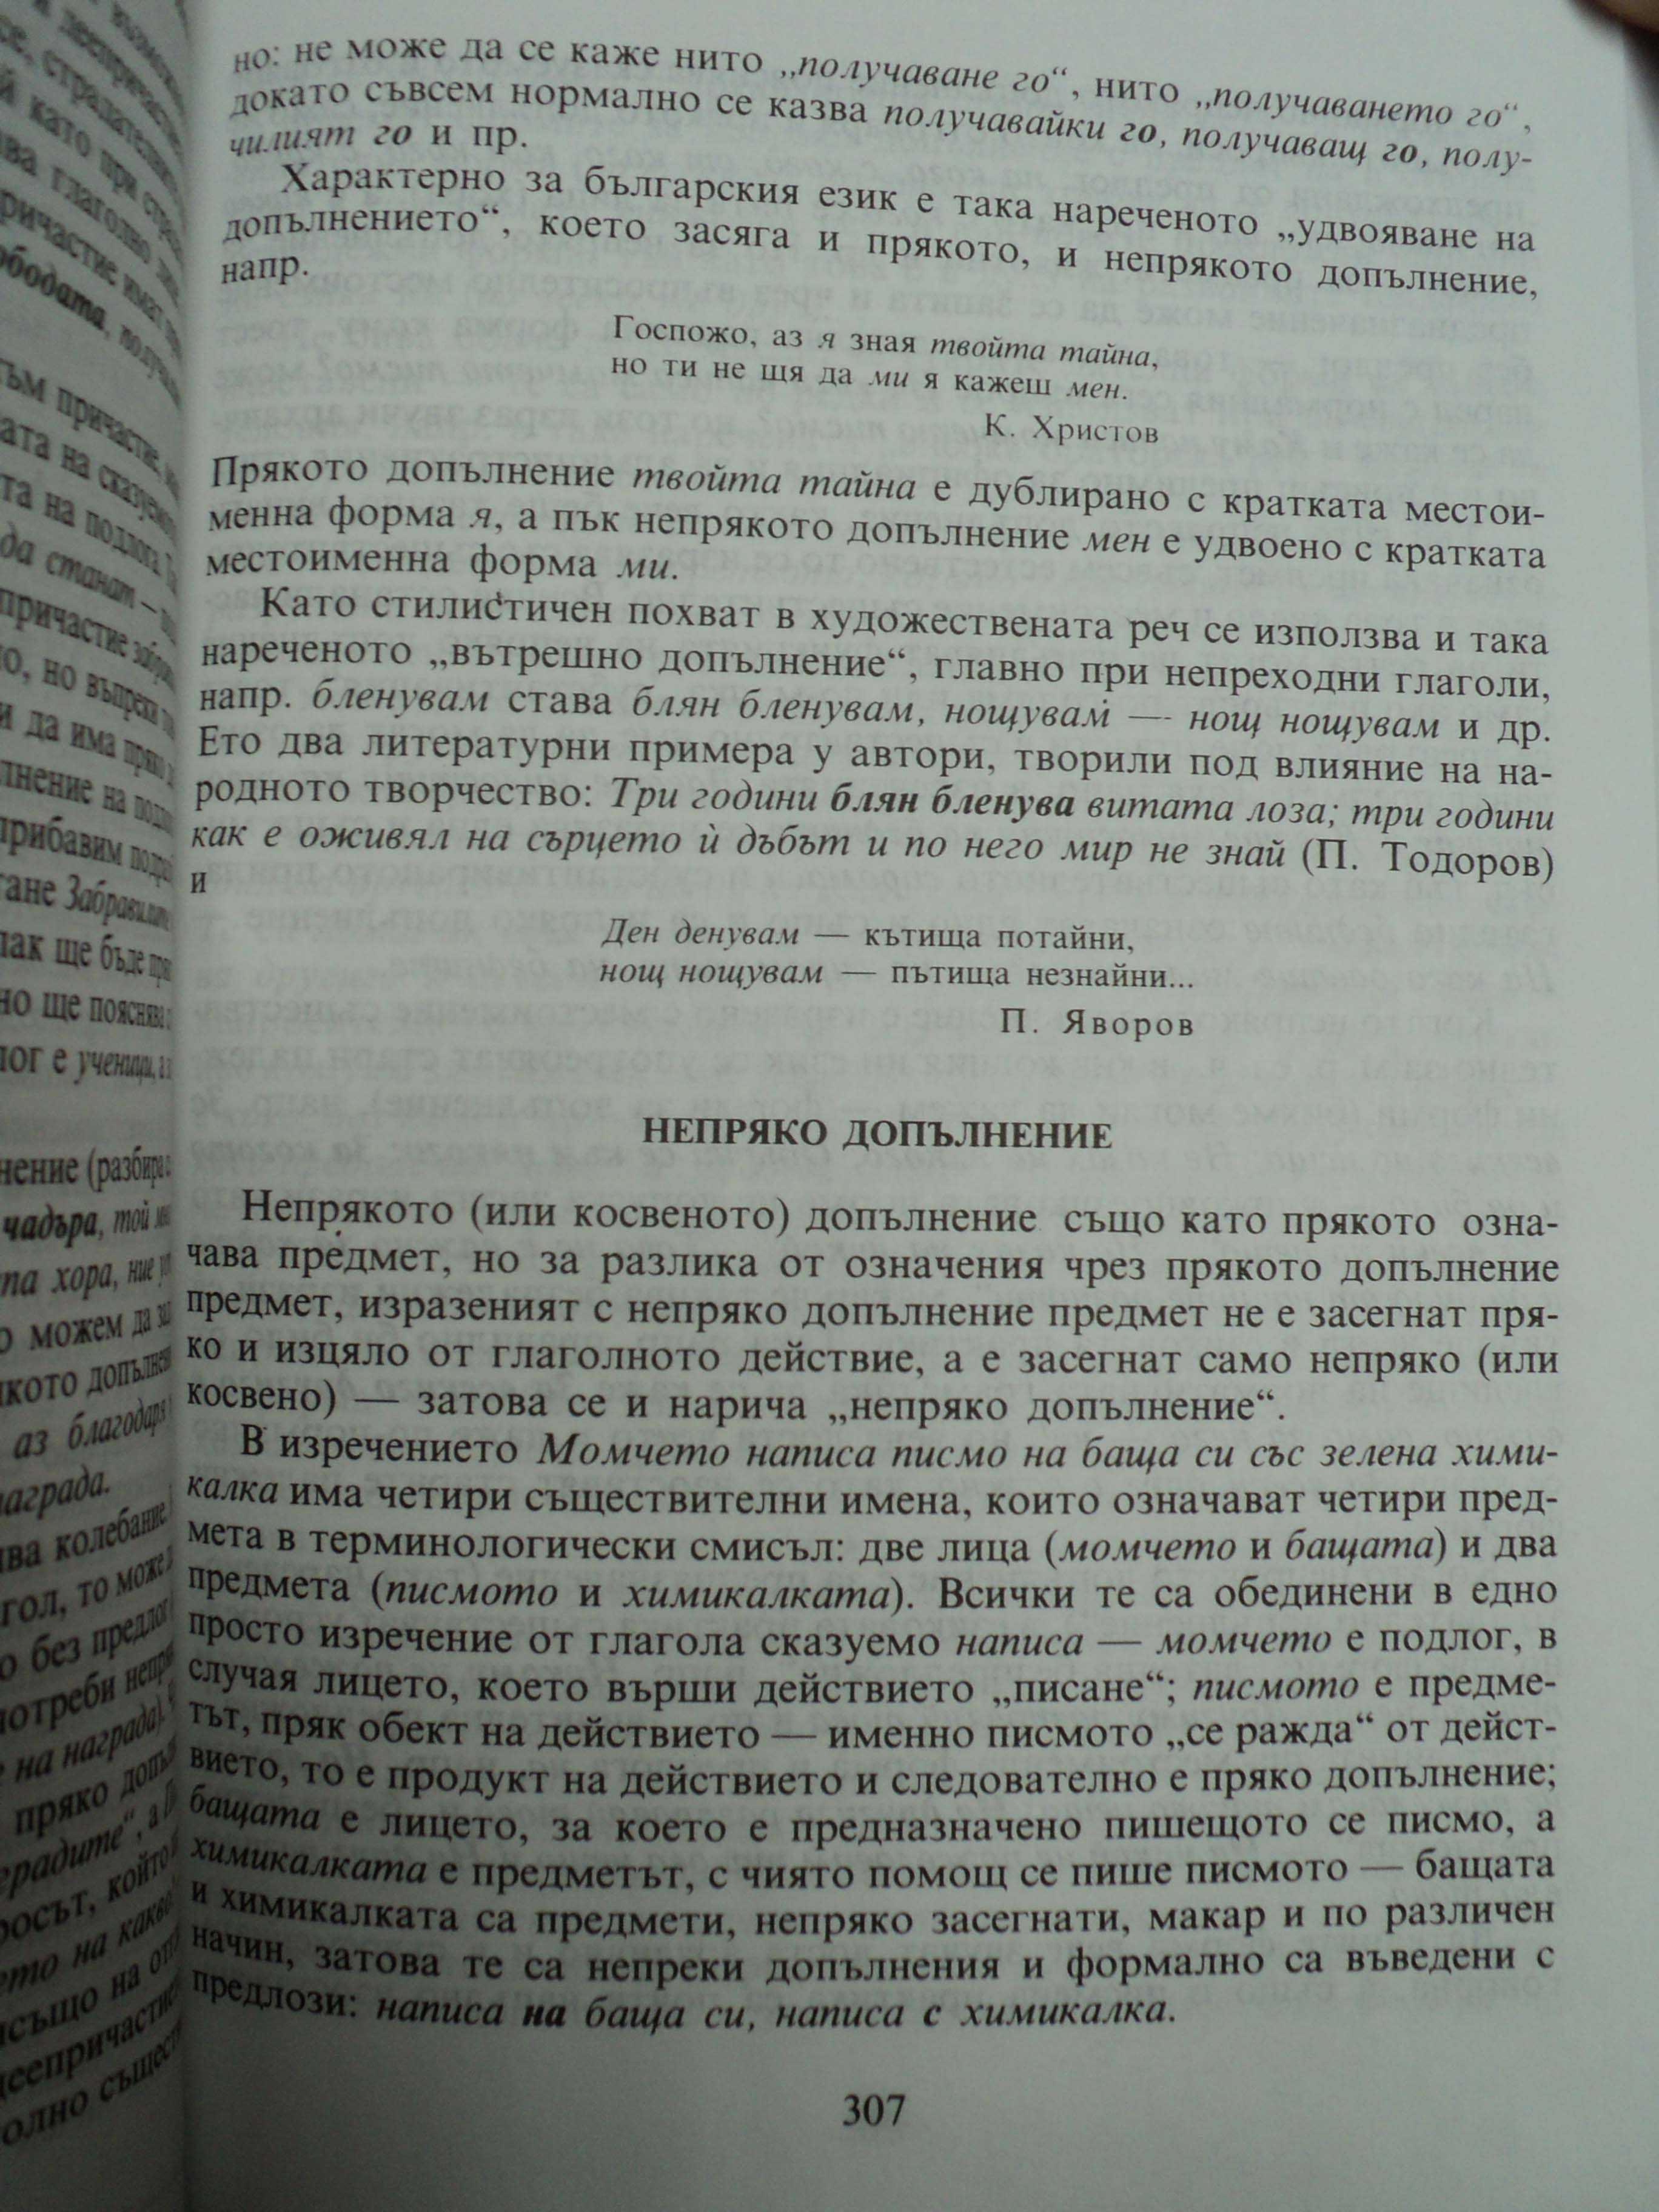 но: не може да се каже нито „получаване го“, нито „получаването го“,
докато съвсем нормално се казва получавайки го, получаващ го, полу-
чилият го и пр.
Характерно за българския език е така нареченото „удвояване на
допълнението“, което засяга и прякото, и непрякото допълнение,
напр.
Госпожо, аз я зная твойта тайна,
но ти не щя да ми я кажеш мен.
К. Христов
Прякото допълнение твойта тайна е дублирано с кратката местои-
менна форма я, а пък непрякото допълнение мен е удвоено с кратката
местоименна форма ми.
Като стилистичен похват в художествената реч се използва и така
нареченото „вътрешно допълнение“, главно при непреходни глаголи,
напр. бленувам става блян бленувам, нощувам — нощ нощувам и др.
Ето два литературни примера у автори, творили под влияние на на-
родното творчество: Три години блян бленува витата лоза; три години
как е оживял на сърцето ѝ дъбът и по него мир не знай (П. Тодоров)
и
Ден денувам — кътища потайни,
нощ нощувам — пътища незнайни...
П. Яворов
НЕПРЯКО ДОПЪЛНЕНИЕ
Непрякото (или косвеното) допълнение също като прякото озна-
чава предмет, но за разлика от означения чрез прякото допълнение
предмет, изразеният с непряко допълнение предмет не е засегнат пря-
ко и изцяло от глаголното действие, а е засегнат само непряко (или
косвено) — затова се и нарича „непряко допълнение“.
В изречението Момчето написа писмо на баща си със зелена хими-
калка има четири съществителни имена, които означават четири пред-
мета в терминологически смисъл: две лица (момчето и бащата) и два
предмета (писмото и химикалката). Всички те са обединени в едно
просто изречение от глагола сказуемо написа — момчето е подлог, в
случая лицето, което върши действието „писане“; писмото е предме-
тът, пряк обект на действието — именно писмото „се ражда“ от дейст-
вието, то е продукт на действието и следователно е пряко допълнение;
бащата е лицето, за което е предназначено пишещото се писмо, а
химикалката е предметът, с чиято помощ се пише писмото — бащата
и химикалката са предмети, непряко засегнати, макар и по различен
начин, затова те са непреки допълнения и формално са въведени с
предлози: написа на баща си, написа с химикалка.
307